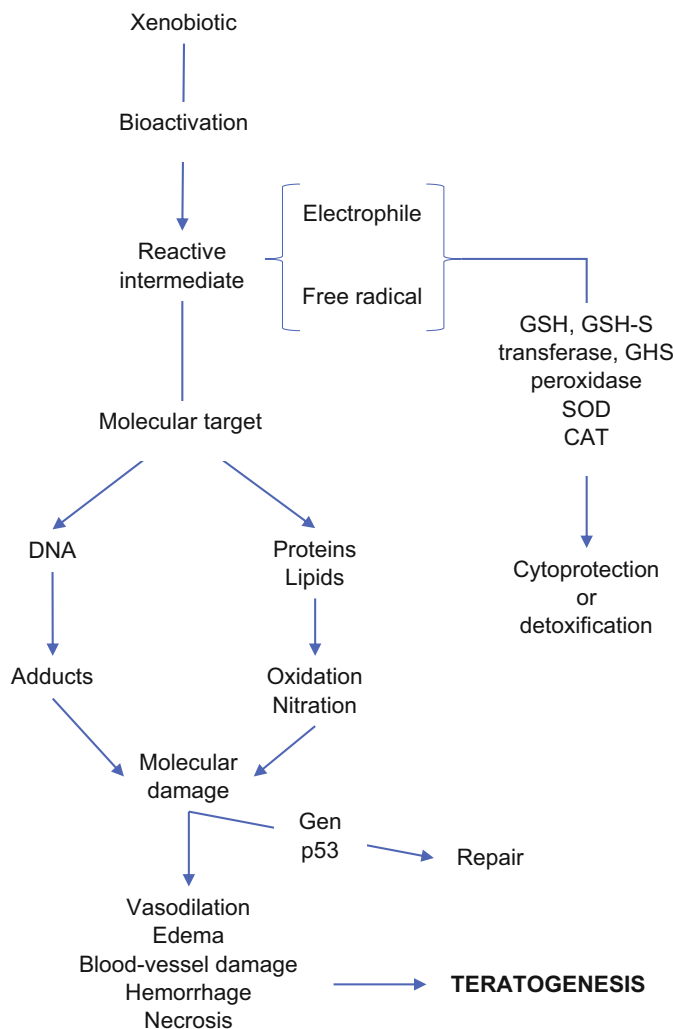 Xenobiotic
Bioactivation
Reactive
intermediate
Electrophile
Free radical
GSH, GSH-S
transferase, GHS
peroxidase
SOD
CAT
Cytoprotection
or
detoxification
Molecular target
DNA
Proteins
Lipids
Adducts
Oxidation
Nitration
Molecular
damage
Gen
p53
Repair
Vasodilation
Edema
Blood-vessel damage
Hemorrhage
Necrosis
TERATOGENESIS